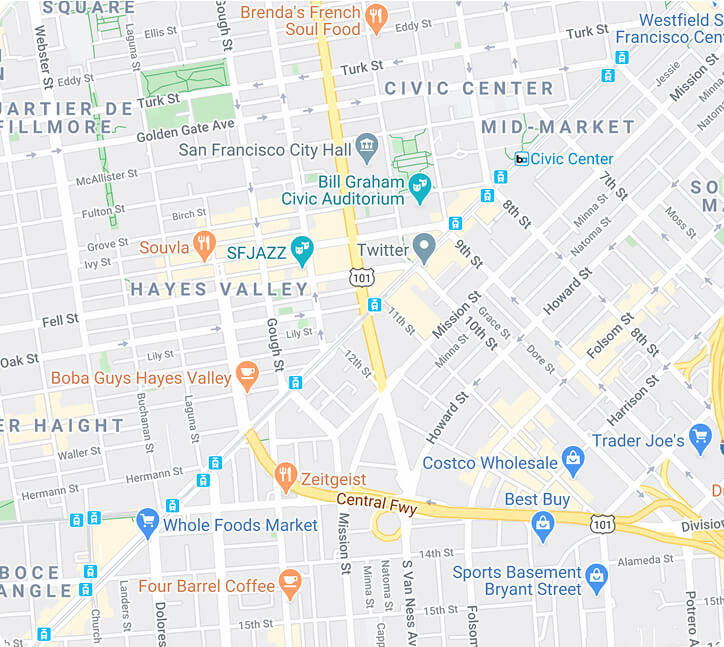 SQUARE
Brenda's French
Soul Food
Westfield S
Francisco Cent
Webster St
Laguna St
Gough St
Ellis St
Eddy St
Eddy St
Turk St
Jessie
Mission St
CIVIC CENTER
QUARTIER DE
FILLMORE
Turk St
Golden Gate Ave
MID-MARKET
San Francisco City Hall
Civic Center
McAllister St
Bill Graham
Civic Auditorium
7th St
SO
MA
Fulton St
Birch St
8th St
Minna St
Natoma St
Moss St
Grove St
Ivy St
Souvla
SFJAZZ
Twitter
9th St
101
HAYES VALLEY
Howard St
Fell St
11th St
Mission St
10th St
Grace St
Minna St
Dore St
Folsom St
8th St
Gough St
Lily St
Oak St
Lily St
12th St
Boba Guys Hayes Valley
Buchanan St
Laguna St
Howard St
Harrison St
ER HAIGHT
Trader Joe's
Waller St
Costco Wholesale
Hermann St
Hermann St
Zeitgeist
Best Buy
Central Fwy
101
Whole Foods Market
Division
Mission St
14th St
Alameda St
BOCE
ANGLE
Four Barrel Coffee
Sports Basement
Bryant Street
Minna St
Natoma St
S Van Ness Ave
Landers St
Church
Dolores
15th St
15th St
Capp
Folsom
Potrero A